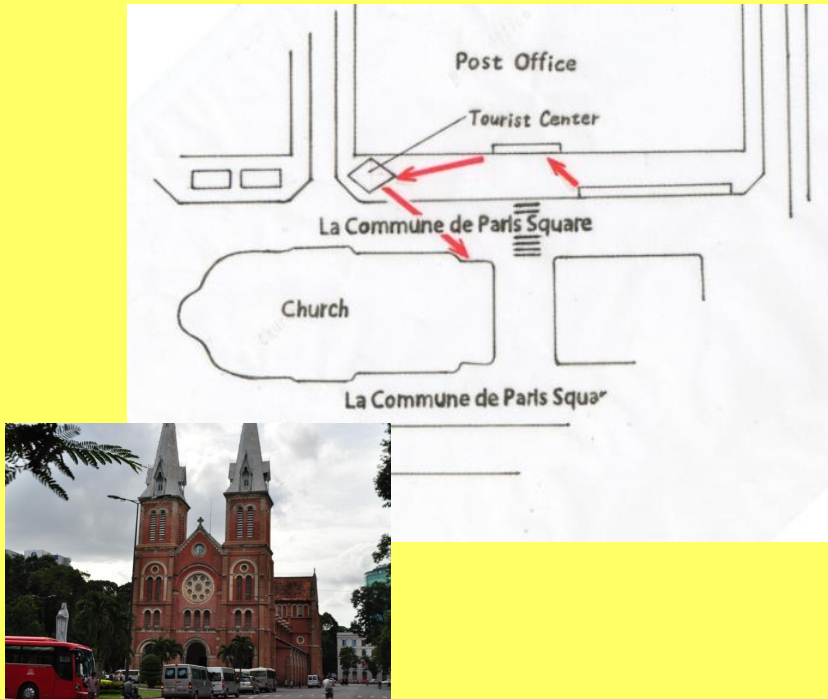 Post Office
Tourist Center
La Commune de Paris Square
Church
La Commune de Paris Squar